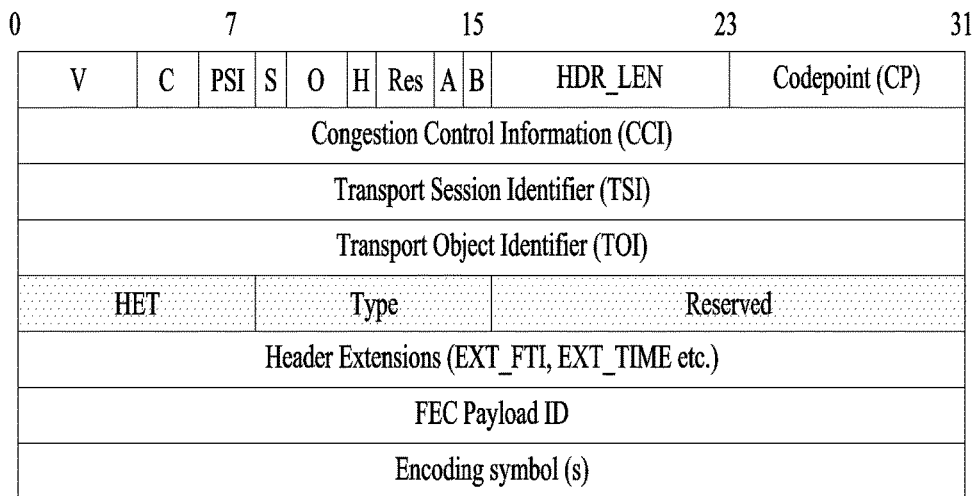 0 7 15 23 31
V C PSI S O H Res A B HDR_LEN Codepoint (CP)
Congestion Control Information (CCI)
Transport Session Identifier (TSI)
Transport Object Identifier (TOI)
HET Type Reserved
Header Extensions (EXT_FTI, EXT_TIME etc.)
FEC Payload ID
Encoding symbol (s)